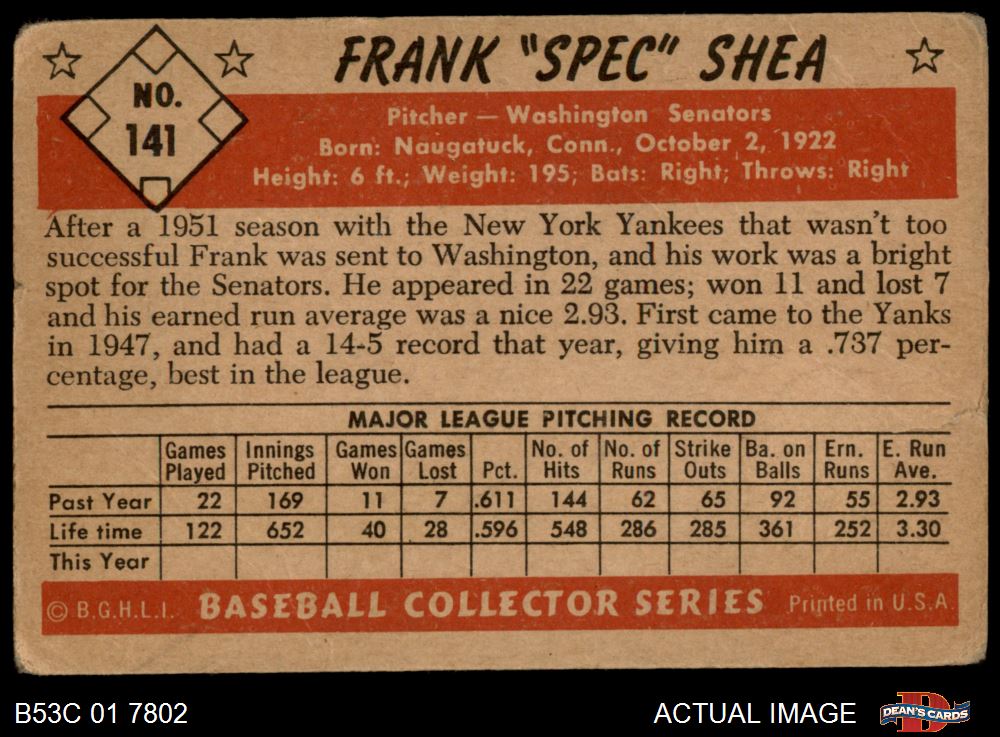 FRANK "SPEC" SHEA
NO.
141
Pitcher — Washington Senators
Born: Naugatuck, Conn., October 2, 1922
Height: 6 ft.; Weight: 195; Bats: Right; Throws: Right
After a 1951 season with the New York Yankees that wasn't too
successful Frank was sent to Washington, and his work was a bright
spot for the Senators. He appeared in 22 games; won 11 and lost 7
and his earned run average was a nice 2.93. First came to the Yanks
in 1947, and had a 14-5 record that year, giving him a .737 per-
centage, best in the league.
MAJOR LEAGUE PITCHING RECORD
Games Played Innings Pitched Games Won Games Lost Pct. No. of Hits No. of Runs Strike Outs Ba. on Balls Ern. Runs E. Run Ave.
Past Year 22 169 11 7 .611 144 62 65 92 55 2.93
Life time 122 652 40 28 .596 548 286 285 361 252 3.30
This Year
© B.G.H.L.I. BASEBALL COLLECTOR SERIES Printed in U.S.A.
B53C 01 7802
ACTUAL IMAGE
DEAN'S CARDS